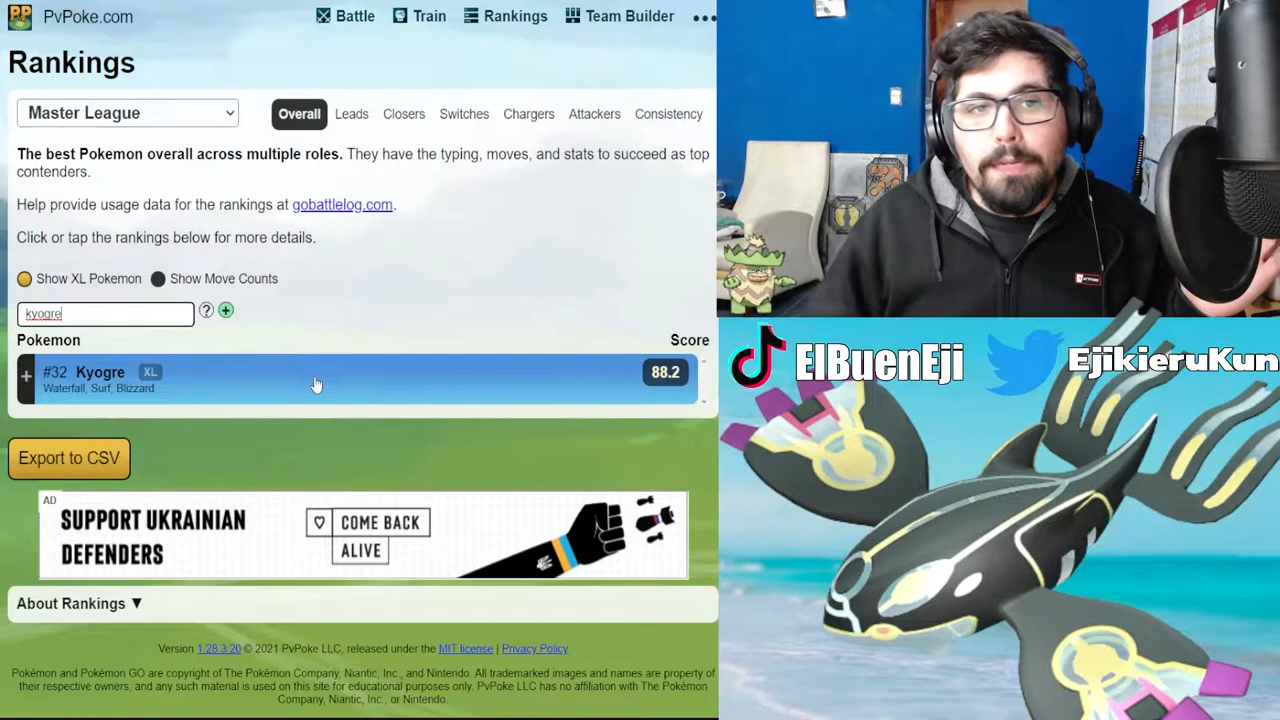 PP PvPoke.com Battle Train Rankings Team Builder
Rankings
Master League Overall Leads Closers Switches Chargers Attackers Consistency
The best Pokemon overall across multiple roles. They have the typing, moves, and stats to succeed as top
contenders.
Help provide usage data for the rankings at gobattlelog.com.
Click or tap the rankings below for more details.
Show XL Pokemon Show Move Counts
kyogre ? +
Pokemon Score
+ #32 Kyogre XL 88.2
Waterfall, Surf, Blizzard
Export to CSV
AD
SUPPORT UKRAINIAN
DEFENDERS
COME BACK
ALIVE
About Rankings ▼
Version 1.28.3.20 © 2021 PvPoke LLC, released under the MIT license | Privacy Policy
Pokémon and Pokémon GO are copyright of The Pokémon Company, Niantic, Inc., and Nintendo. All trademarked images and names are property of
their respective owners, and any such material is used on this site for educational purposes only. PvPoke LLC has no affiliation with The Pokémon
Company, Niantic, Inc., or Nintendo.
ElBuenEji
EjikieruKun